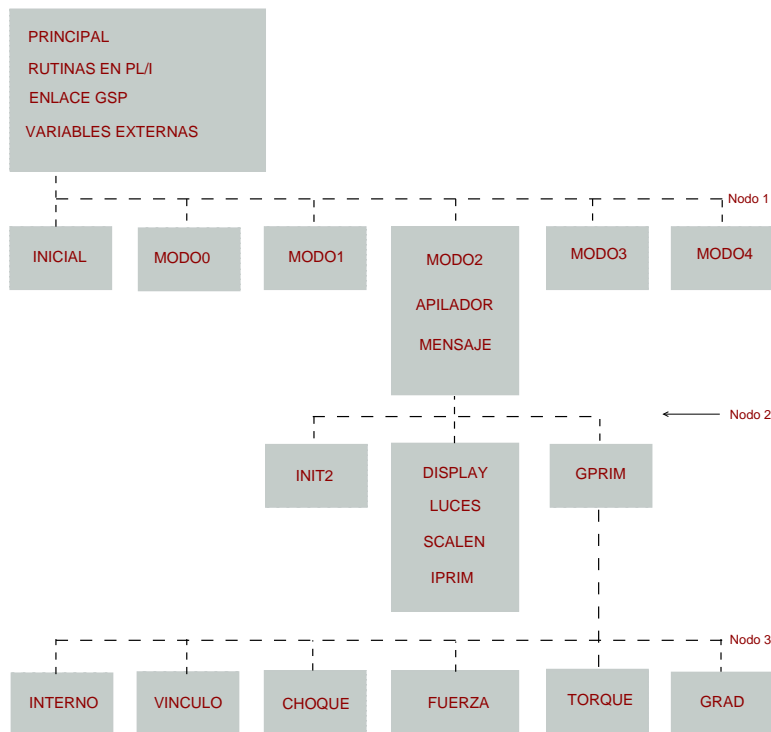 PRINCIPAL
RUTINAS EN PL/I
ENLACE GSP
VARIABLES EXTERNAS
Nodo 1
INICIAL
MODO0
MODO1
MODO2
APILADOR
MENSAJE
MODO3
MODO4
Nodo 2
INIT2
DISPLAY
LUCES
SCALEN
IPRIM
GPRIM
Nodo 3
INTERNO
VINCULO
CHOQUE
FUERZA
TORQUE
GRAD